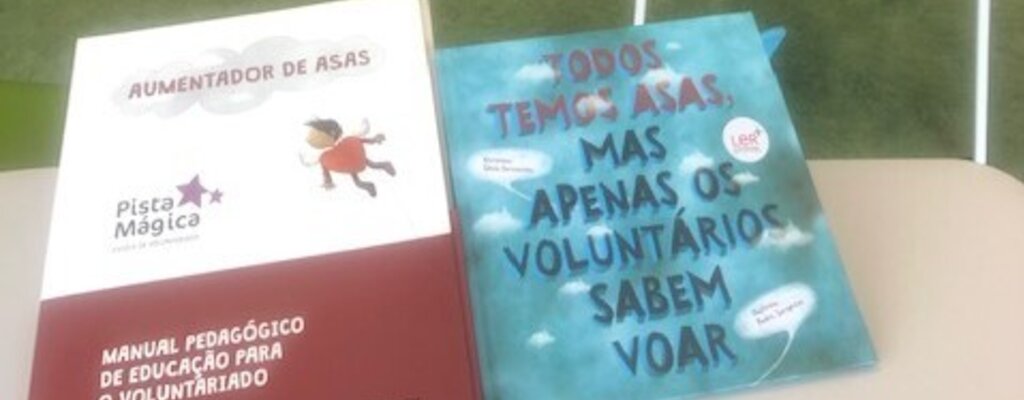 AUMENTADOR DE ASAS
Pista
Mágica
MANUAL PEDAGÓGICO
DE EDUCAÇÃO PARA
O VOLUNTARIADO
TODOS
TEMOS ASAS,
MAS
APENAS OS
VOLUNTÁRIOS
SABEM
VOAR
LeR+